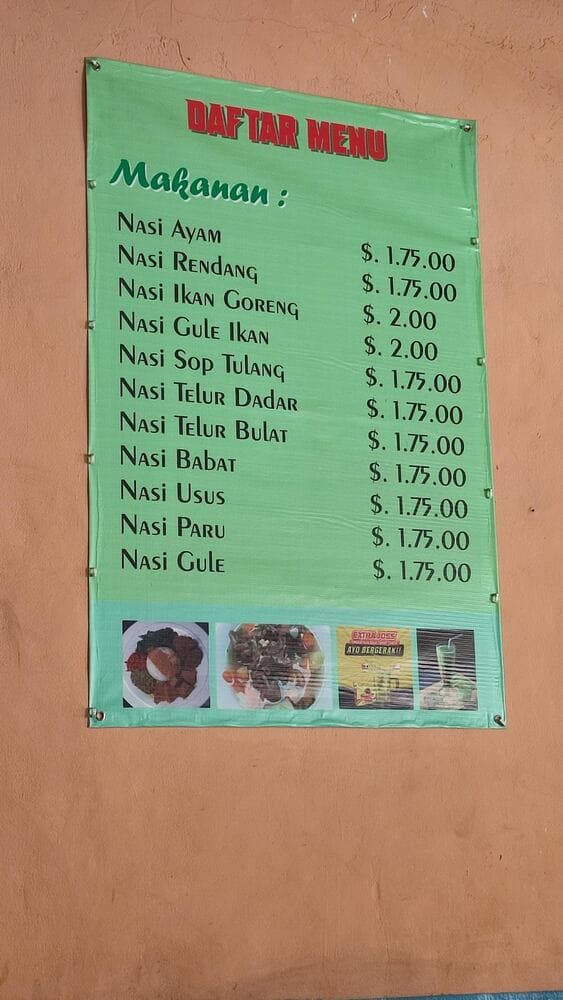 DAFTAR MENU
Makanan :
Nasi Ayam $. 1.75.00
Nasi Rendang $. 1.75.00
Nasi Ikan Goreng $. 2.00
Nasi Gule Ikan $. 2.00
Nasi Sop Tulang $. 1.75.00
Nasi Telur Dadar $. 1.75.00
Nasi Telur Bulat $. 1.75.00
Nasi Babat $. 1.75.00
Nasi Usus $. 1.75.00
Nasi Paru $. 1.75.00
Nasi Gule $. 1.75.00
EXTRA JOSS
AYO BERGERAK!!